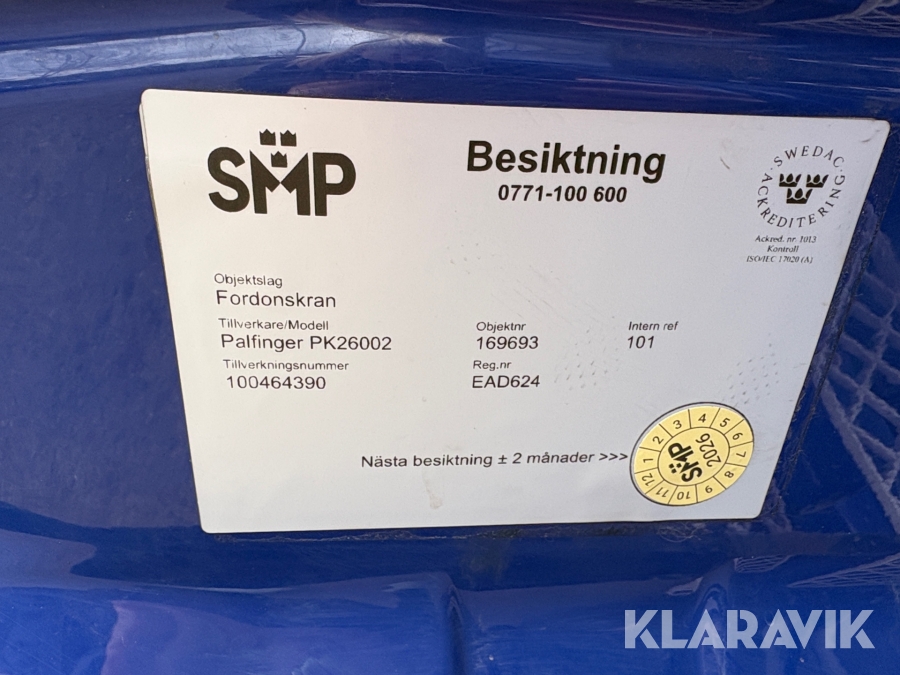 SMP
Besiktning
0771-100 600
SWEDAC
ACKREDITERING
Ackred. nr. 1013
Kontroll
ISO/IEC 17020 (A)
Objektslag
Fordonskran
Tillverkare/Modell
Palfinger PK26002
Objektnr
169693
Intern ref
101
Tillverkningsnummer
100464390
Reg.nr
EAD624
Nästa besiktning ± 2 månader >>>
1 2 3 4 5 6 7 8 9 10 11 12
SMP
2026
KLARAVIK